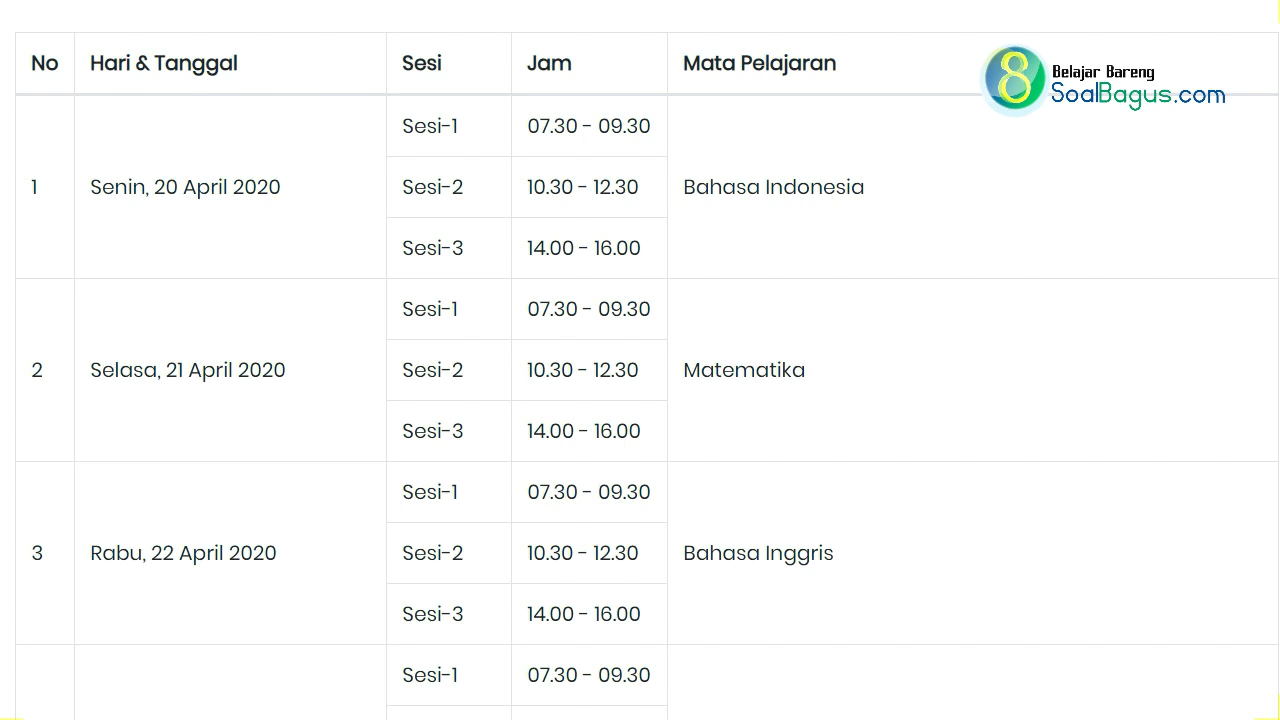 No Hari & Tanggal Sesi Jam Mata Pelajaran
Belajar Bareng
SoalBagus.com
Sesi-1 07.30 - 09.30
1 Senin, 20 April 2020 Sesi-2 10.30 - 12.30 Bahasa Indonesia
Sesi-3 14.00 - 16.00
Sesi-1 07.30 - 09.30
2 Selasa, 21 April 2020 Sesi-2 10.30 - 12.30 Matematika
Sesi-3 14.00 - 16.00
Sesi-1 07.30 - 09.30
3 Rabu, 22 April 2020 Sesi-2 10.30 - 12.30 Bahasa Inggris
Sesi-3 14.00 - 16.00
Sesi-1 07.30 - 09.30